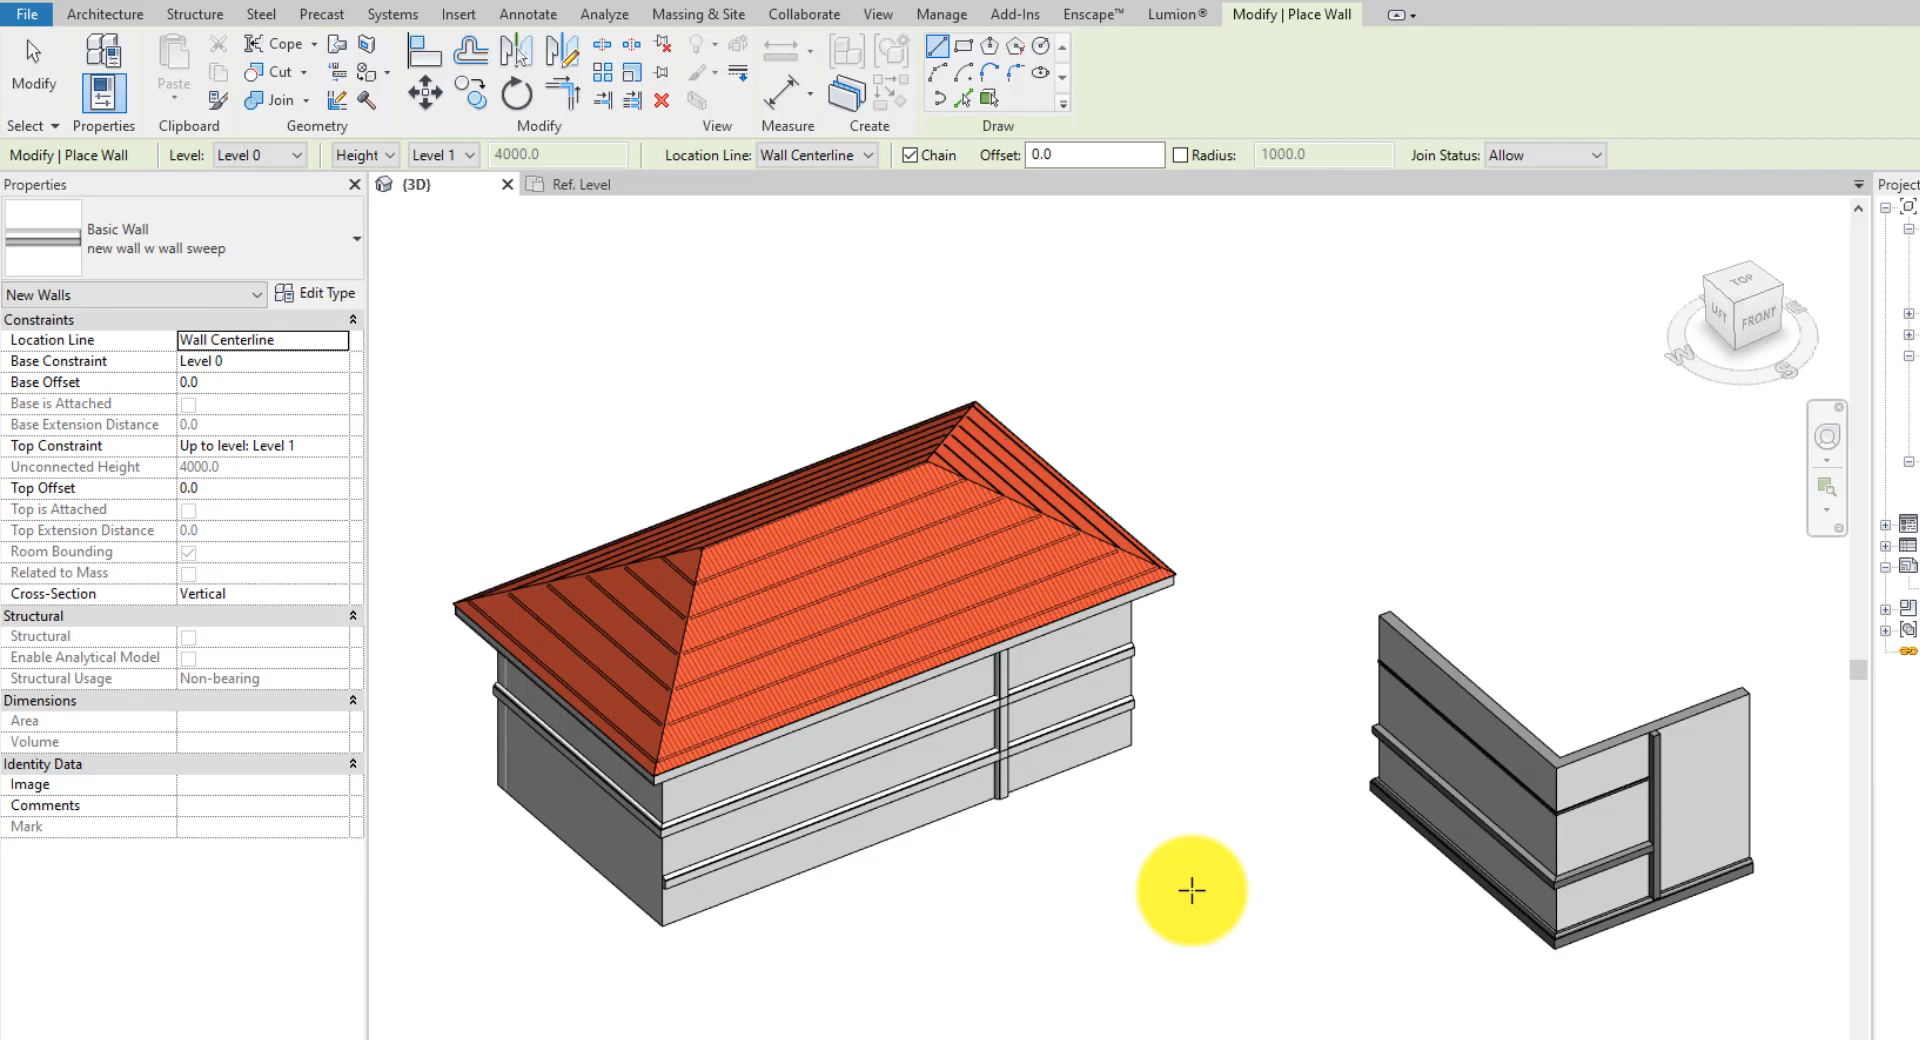 File Architecture Structure Steel Precast Systems Insert Annotate Analyze Massing & Site Collaborate View Manage Add-Ins Enscape™ Lumion® Modify | Place Wall
Cope
Modify Paste Cut
Join
Select Properties Clipboard Geometry Modify View Measure Create Draw
Modify | Place Wall Level: Level 0 Height Level 1 4000.0 Location Line: Wall Centerline Chain Offset: 0.0 Radius: 1000.0 Join Status: Allow
Properties {3D} Ref. Level Project
Basic Wall
new wall w wall sweep
New Walls Edit Type
Constraints
Location Line Wall Centerline
Base Constraint Level 0
Base Offset 0.0
Base is Attached
Base Extension Distance 0.0
Top Constraint Up to level: Level 1
Unconnected Height 4000.0
Top Offset 0.0
Top is Attached
Top Extension Distance 0.0
Room Bounding
Related to Mass
Cross-Section Vertical
Structural
Structural
Enable Analytical Model
Structural Usage Non-bearing
Dimensions
Area
Volume
Identity Data
Image
Comments
Mark
TOP
LEFT FRONT
E
W
S